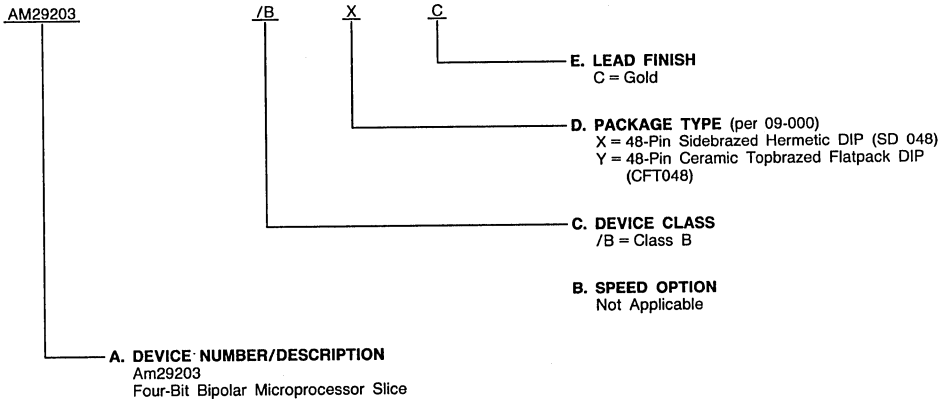 AM29203 /B X C
E. LEAD FINISH
C = Gold
D. PACKAGE TYPE (per 09-000)
X = 48-Pin Sidebrazed Hermetic DIP (SD 048)
Y = 48-Pin Ceramic Topbrazed Flatpack DIP
(CFT048)
C. DEVICE CLASS
/B = Class B
B. SPEED OPTION
Not Applicable
A. DEVICE NUMBER/DESCRIPTION
Am29203
Four-Bit Bipolar Microprocessor Slice